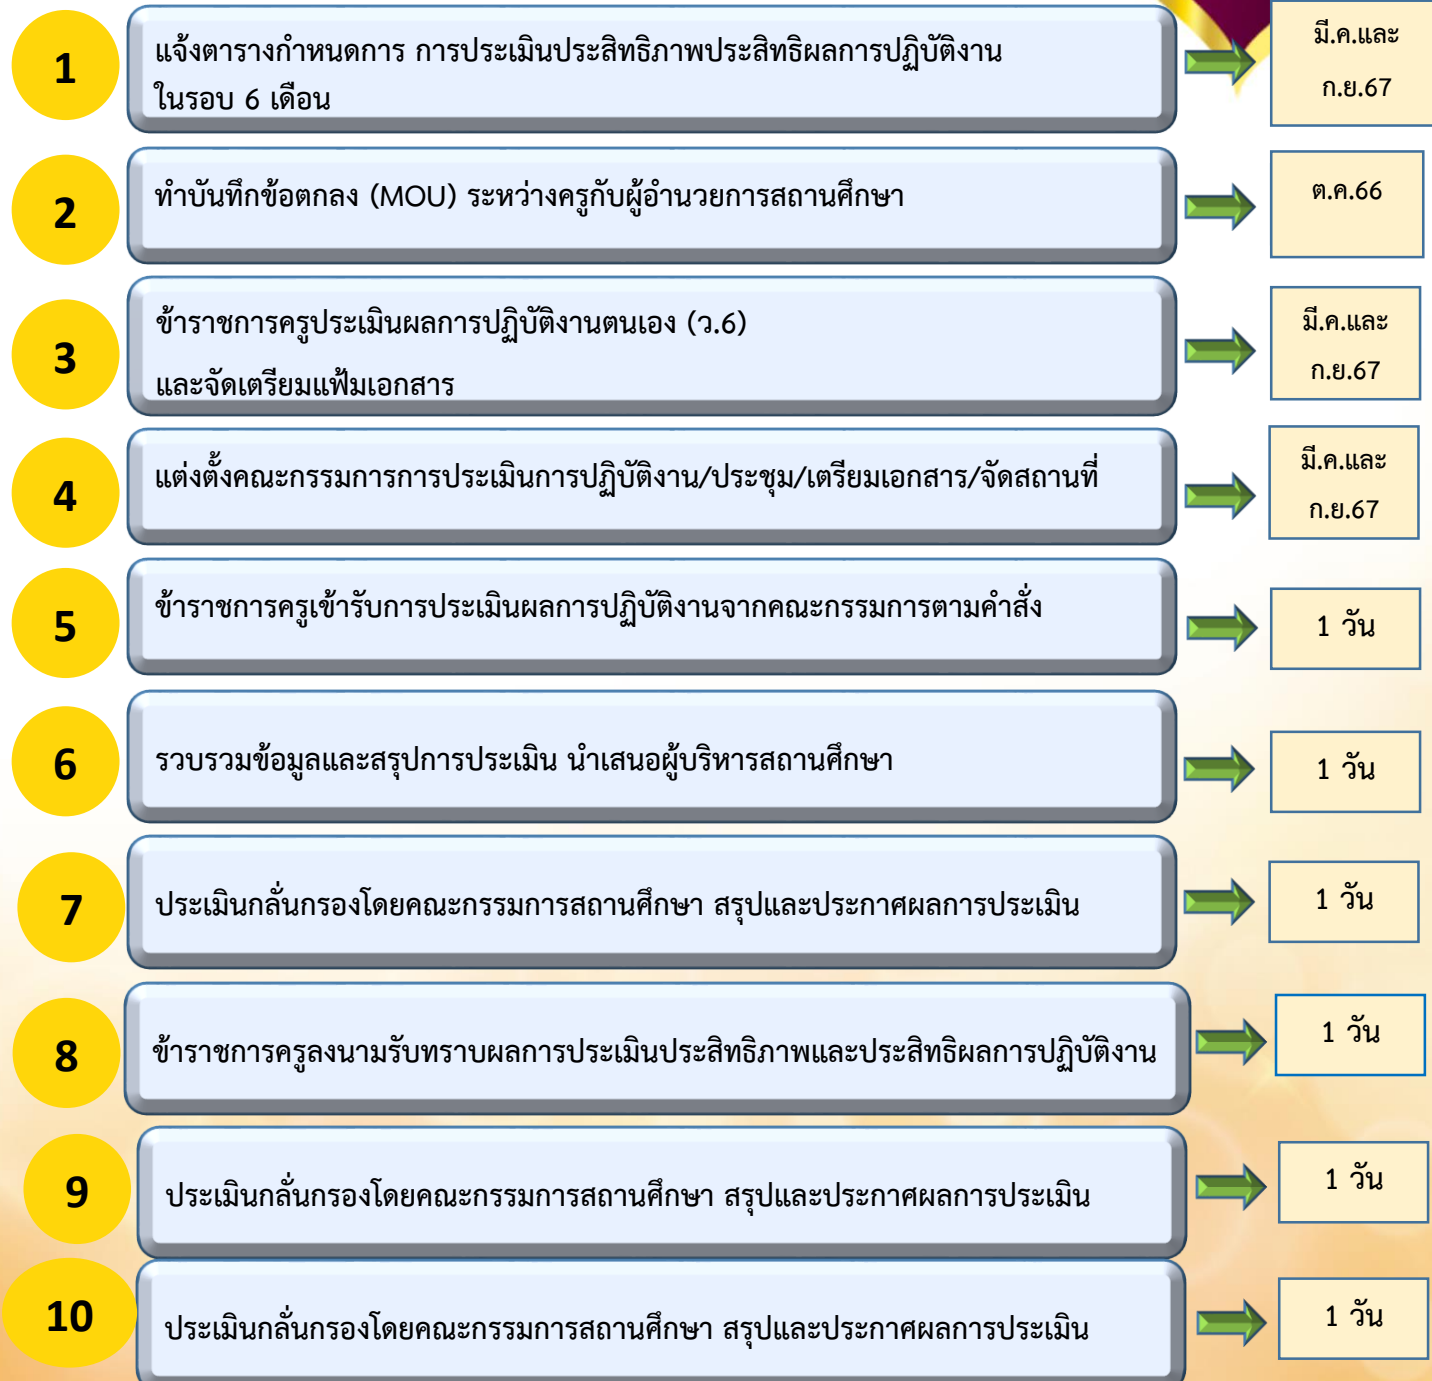 1
แจ้งตารางกำหนดการ การประเมินประสิทธิภาพประสิทธิผลการปฏิบัติงาน
ในรอบ 6 เดือน
มี.ค.และ
ก.ย.67
2
ทำบันทึกข้อตกลง (MOU) ระหว่างครูกับผู้อำนวยการสถานศึกษา
ต.ค.66
3
ข้าราชการครูประเมินผลการปฏิบัติงานตนเอง (ว.6)
และจัดเตรียมแฟ้มเอกสาร
มี.ค.และ
ก.ย.67
4
แต่งตั้งคณะกรรมการการประเมินการปฏิบัติงาน/ประชุม/เตรียมเอกสาร/จัดสถานที่
มี.ค.และ
ก.ย.67
5
ข้าราชการครูเข้ารับการประเมินผลการปฏิบัติงานจากคณะกรรมการตามคำสั่ง
1 วัน
6
รวบรวมข้อมูลและสรุปการประเมิน นำเสนอผู้บริหารสถานศึกษา
1 วัน
7
ประเมินกลั่นกรองโดยคณะกรรมการสถานศึกษา สรุปและประกาศผลการประเมิน
1 วัน
8
ข้าราชการครูลงนามรับทราบผลการประเมินประสิทธิภาพและประสิทธิผลการปฏิบัติงาน
1 วัน
9
ประเมินกลั่นกรองโดยคณะกรรมการสถานศึกษา สรุปและประกาศผลการประเมิน
1 วัน
10
ประเมินกลั่นกรองโดยคณะกรรมการสถานศึกษา สรุปและประกาศผลการประเมิน
1 วัน